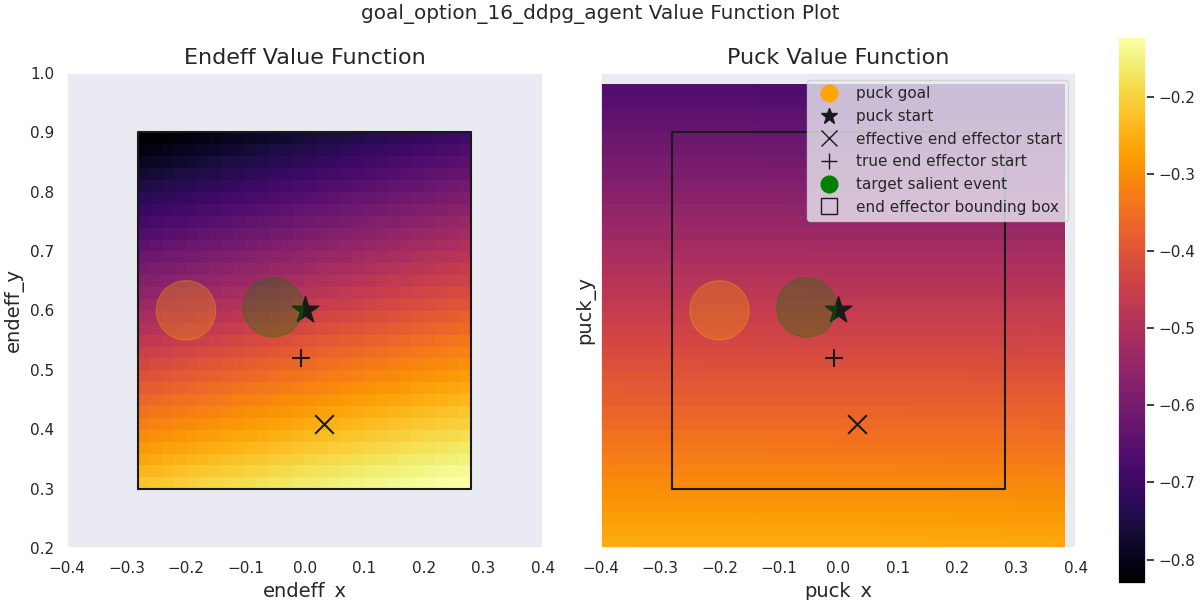 goal_option_16_ddpg_agent Value Function Plot
Endeff Value Function
Puck Value Function
1.0
0.9
0.8
0.7
0.6
0.5
0.4
0.3
0.2
endeff_y
−0.4 −0.3 −0.2 −0.1 0.0 0.1 0.2 0.3 0.4
endeff_x
puck_y
puck goal
puck start
effective end effector start
true end effector start
target salient event
end effector bounding box
−0.4 −0.3 −0.2 −0.1 0.0 0.1 0.2 0.3 0.4
puck_x
−0.2
−0.3
−0.4
−0.5
−0.6
−0.7
−0.8